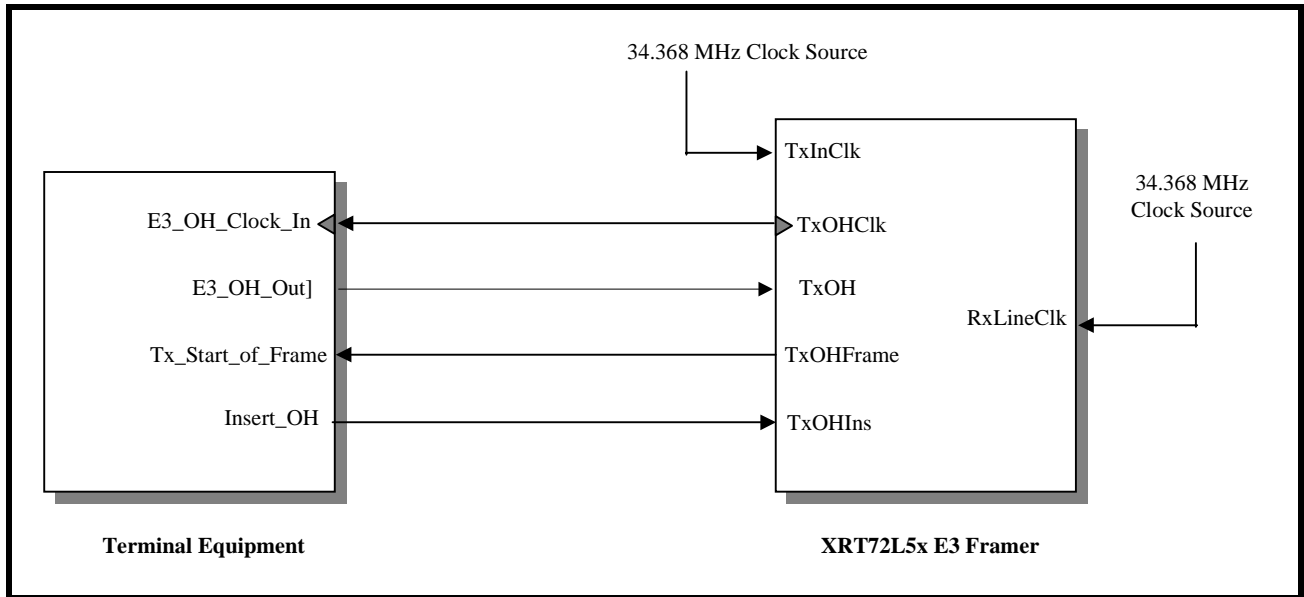 34.368 MHz Clock Source
TxInClk
34.368 MHz
Clock Source
E3_OH_Clock_In
TxOHClk
E3_OH_Out]
TxOH
RxLineClk
Tx_Start_of_Frame
TxOHFrame
Insert_OH
TxOHIns
Terminal Equipment
XRT72L5x E3 Framer